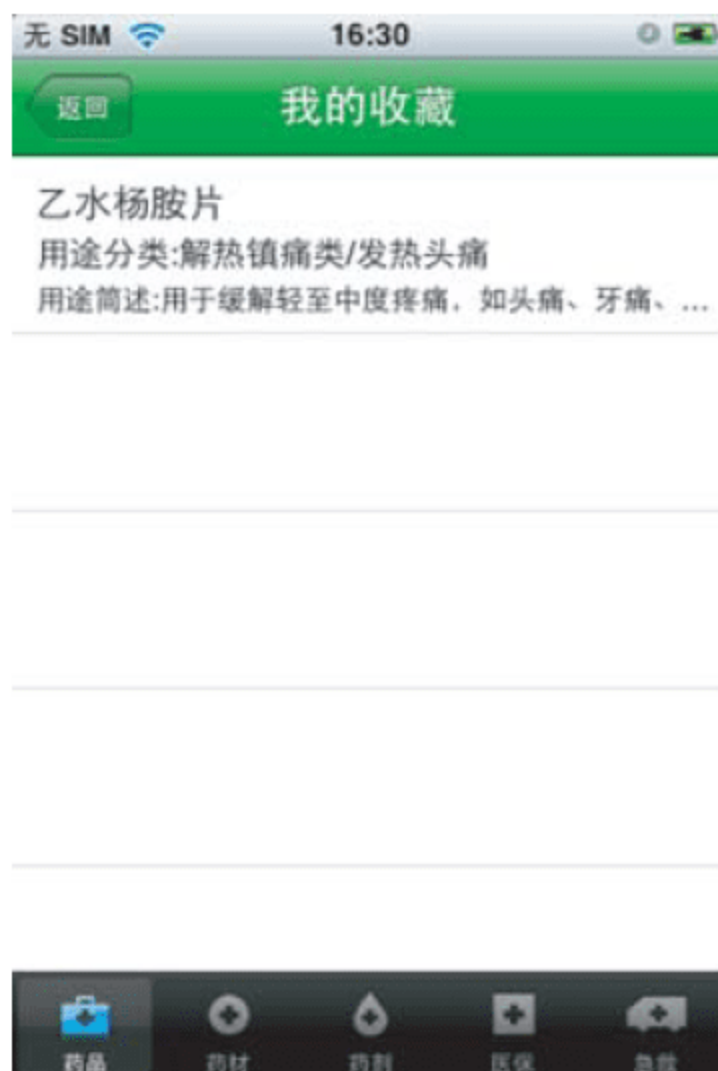 无 SIM 16:30
返回 我的收藏
乙水杨胺片
用途分类:解热镇痛类/发热头痛
用途简述:用于缓解轻至中度疼痛，如头痛、牙痛、...
药品 药材 药剂 医保 急救